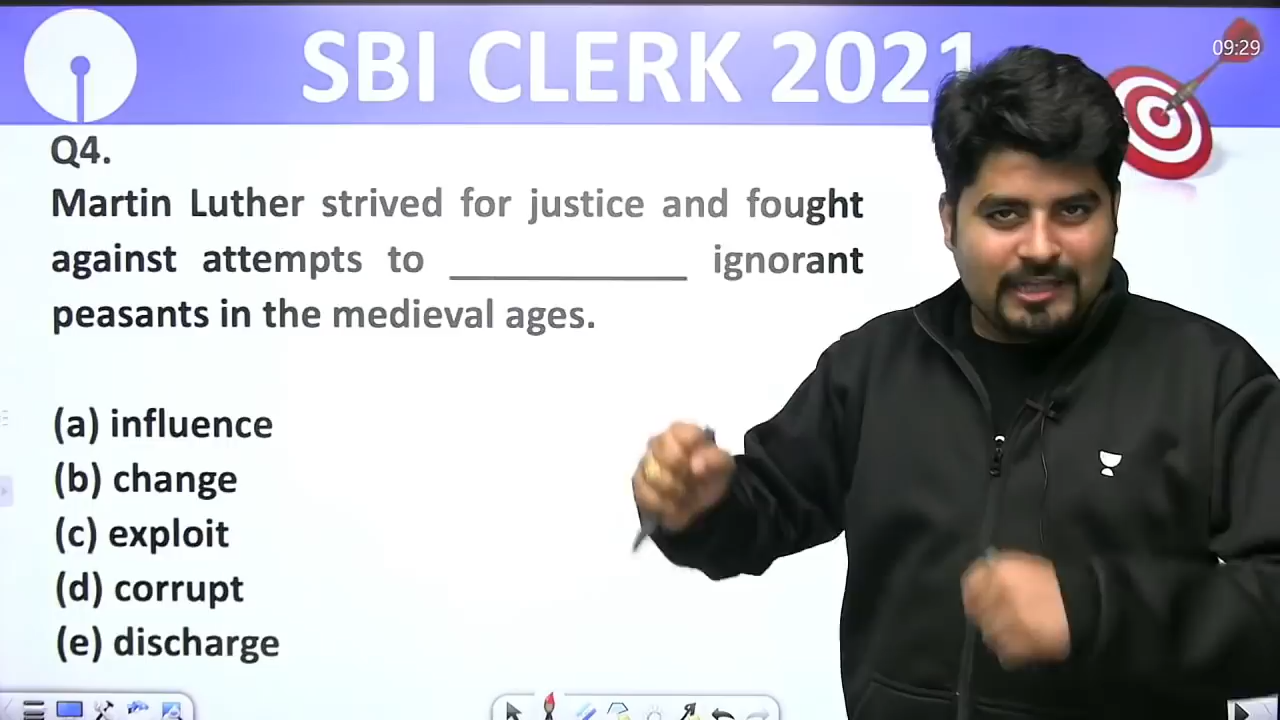 SBI CLERK 2021
09:29
Q4.
Martin Luther strived for justice and fought
against attempts to ____________ ignorant
peasants in the medieval ages.
(a) influence
(b) change
(c) exploit
(d) corrupt
(e) discharge